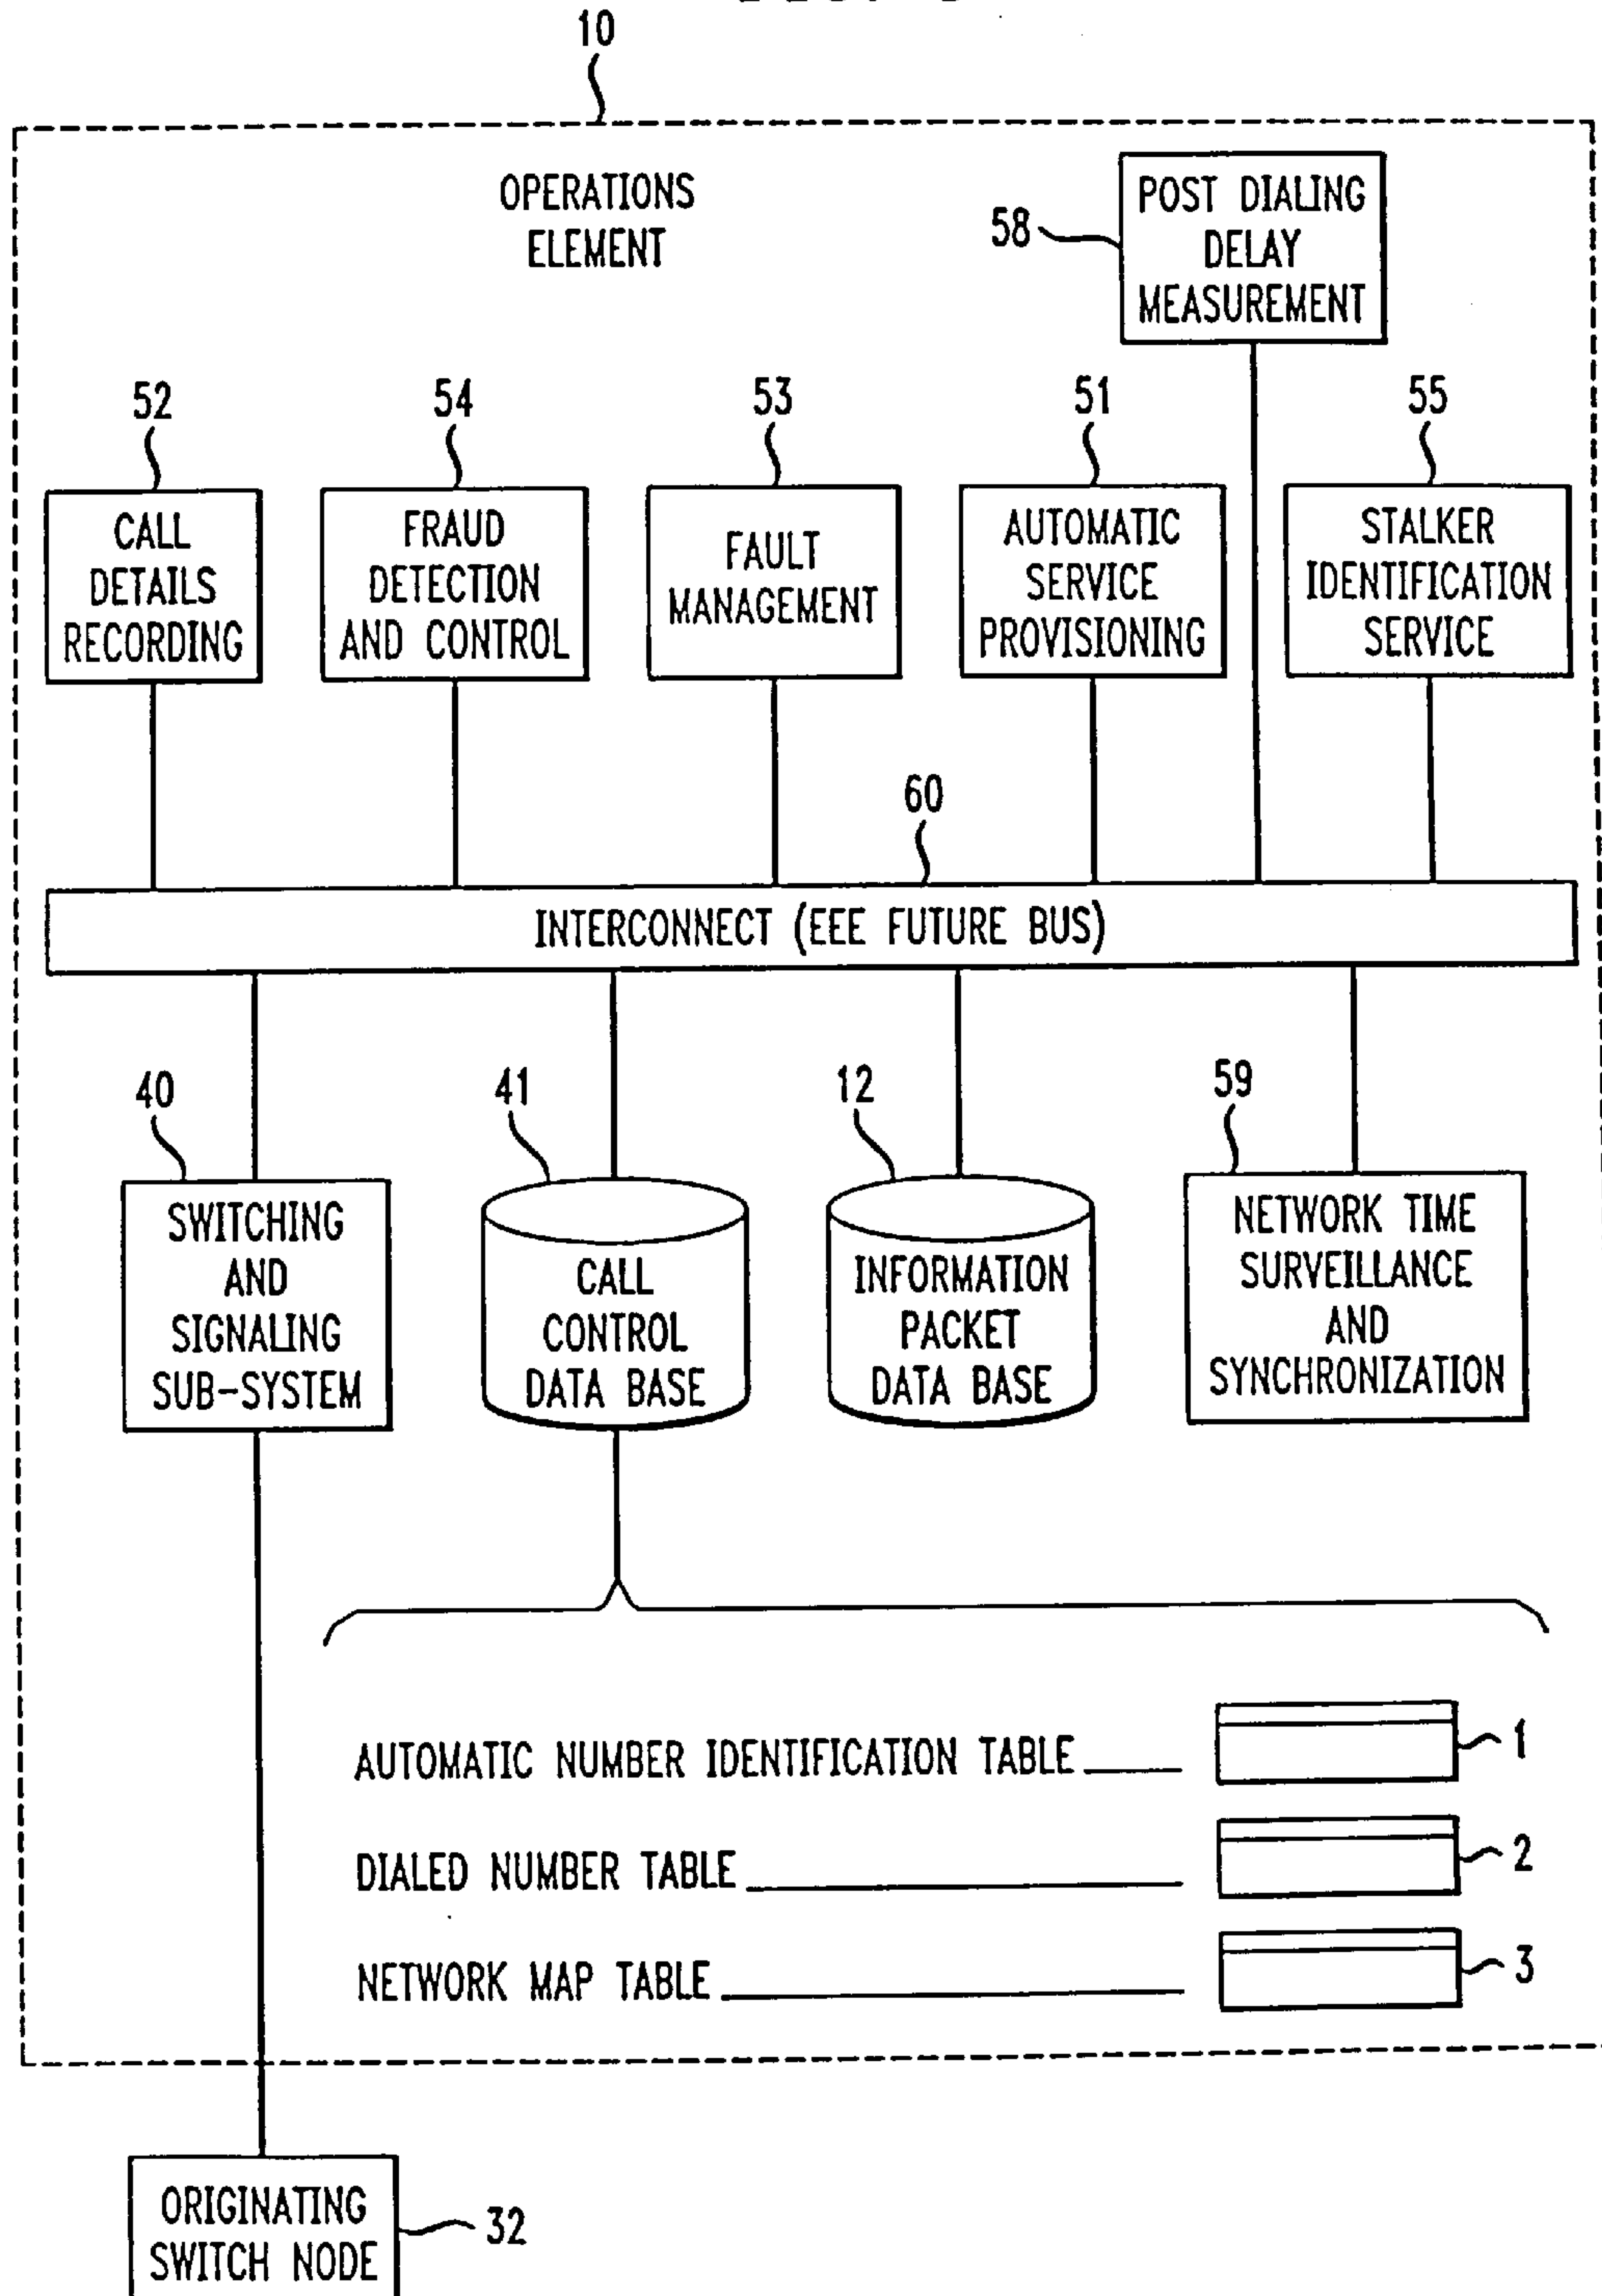 10
OPERATIONS
ELEMENT
58
POST DIALING
DELAY
MEASUREMENT
52
54
53
51
55
CALL
DETAILS
RECORDING
FRAUD
DETECTION
AND CONTROL
FAULT
MANAGEMENT
AUTOMATIC
SERVICE
PROVISIONING
STALKER
IDENTIFICATION
SERVICE
60
INTERCONNECT (EEE FUTURE BUS)
40
41
12
59
SWITCHING
AND
SIGNALING
SUB-SYSTEM
CALL
CONTROL
DATA BASE
INFORMATION
PACKET
DATA BASE
NETWORK TIME
SURVEILLANCE
AND
SYNCHRONIZATION
AUTOMATIC NUMBER IDENTIFICATION TABLE
1
DIALED NUMBER TABLE
2
NETWORK MAP TABLE
3
ORIGINATING
SWITCH NODE
32